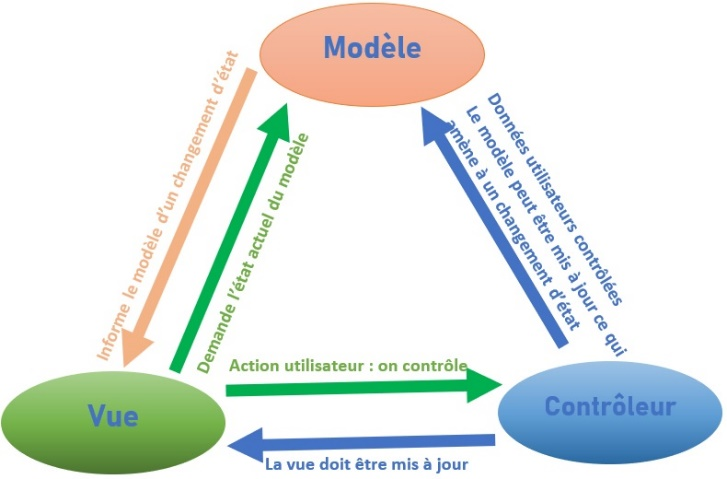 Modèle
Informe le modèle d'un changement d'état
Demande l'état actuel du modèle
Données utilisateurs contrôlées
Le modèle peut être mis à jour ce qui
amène à un changement d'état
Action utilisateur : on contrôle
Vue
Contrôleur
La vue doit être mis à jour